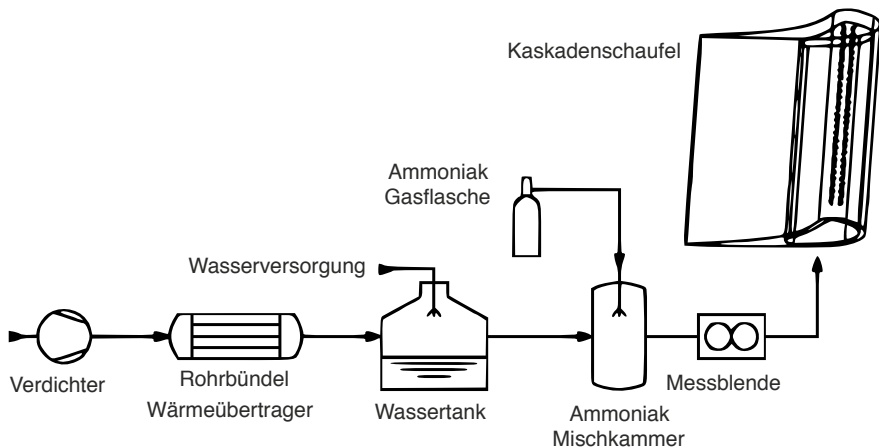 Kaskadenschaufel
Ammoniak
Gasflasche
Wasserversorgung
Verdichter
Rohrbündel
Wärmeübertrager
Wassertank
Ammoniak
Mischkammer
Messblende